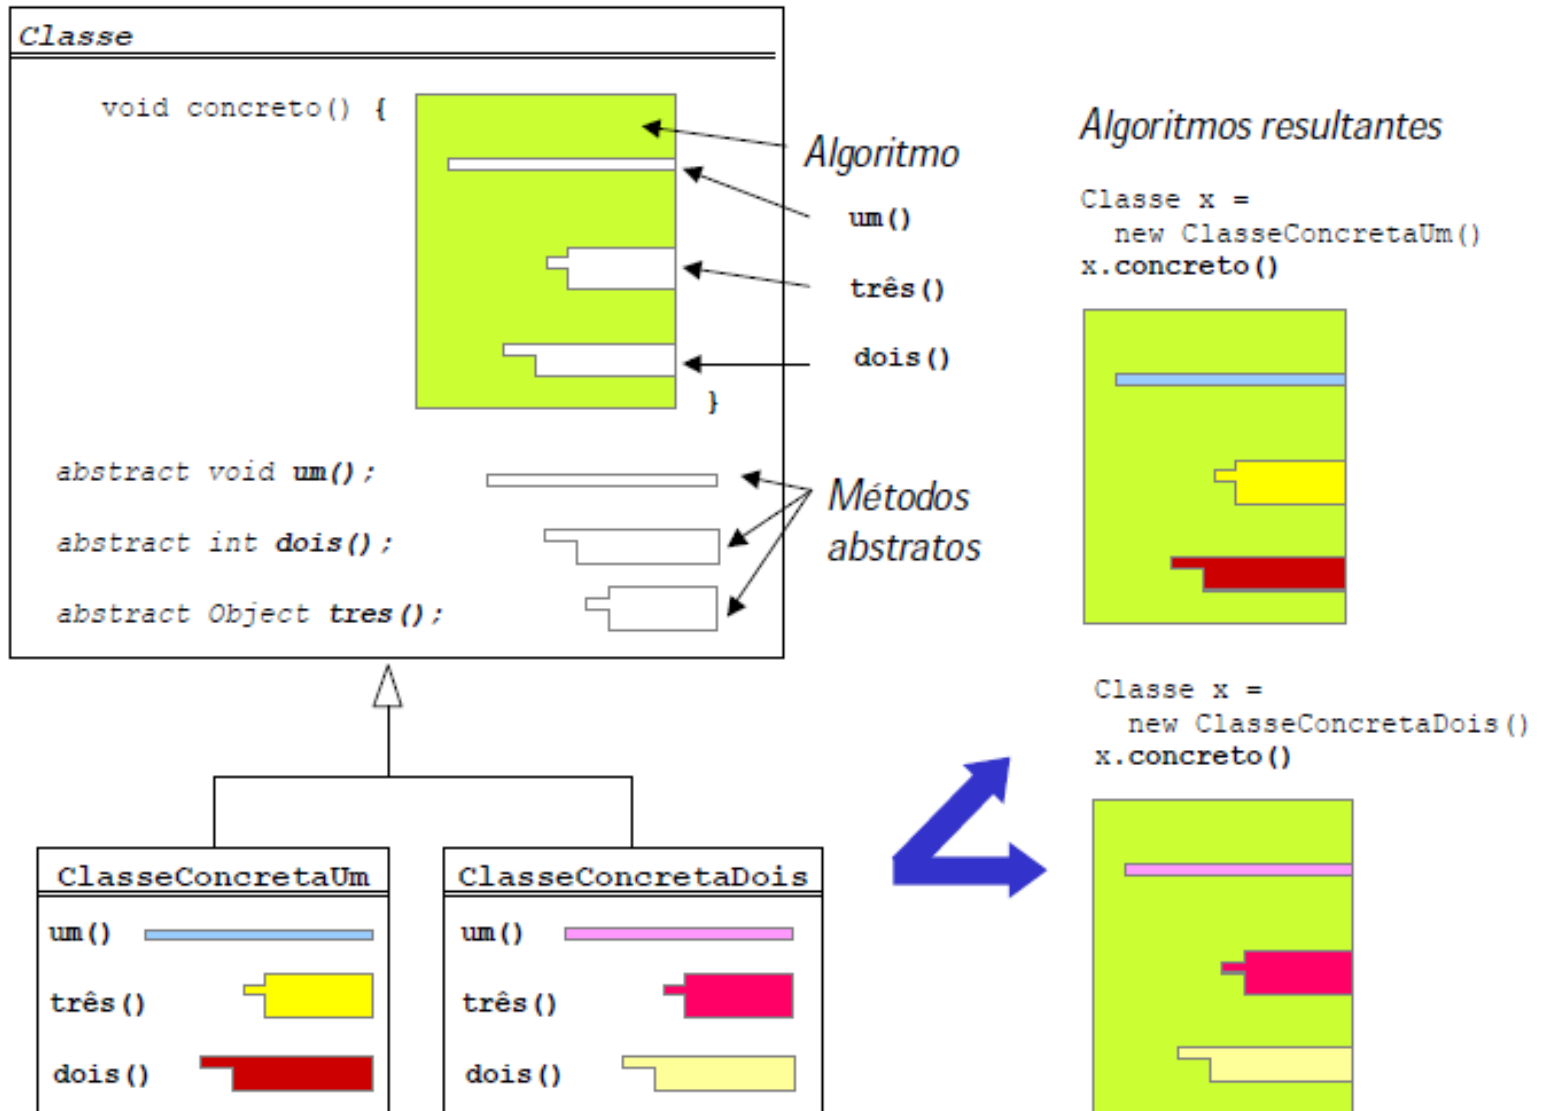 Classe
void concreto() {
Algoritmo
um()
três()
dois()
}
abstract void um();
abstract int dois();
abstract Object tres();
Métodos
abstratos
ClasseConcretaUm
um()
três()
dois()
ClasseConcretaDois
um()
três()
dois()
Algoritmos resultantes
Classe x =
new ClasseConcretaUm()
x.concreto()
Classe x =
new ClasseConcretaDois()
x.concreto()